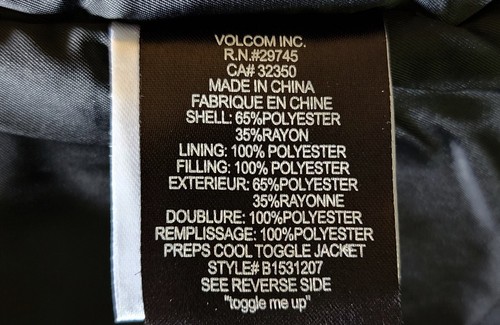 VOLCOM INC.
R.N.#29745
CA# 32350
MADE IN CHINA
FABRIQUE EN CHINE
SHELL: 65%POLYESTER
35%RAYON
LINING: 100% POLYESTER
FILLING: 100% POLYESTER
EXTERIEUR: 65%POLYESTER
35%RAYONNE
DOUBLURE: 100%POLYESTER
REMPLISSAGE: 100%POLYESTER
PREPS COOL TOGGLE JACKET
STYLE# B1531207
SEE REVERSE SIDE
"toggle me up"